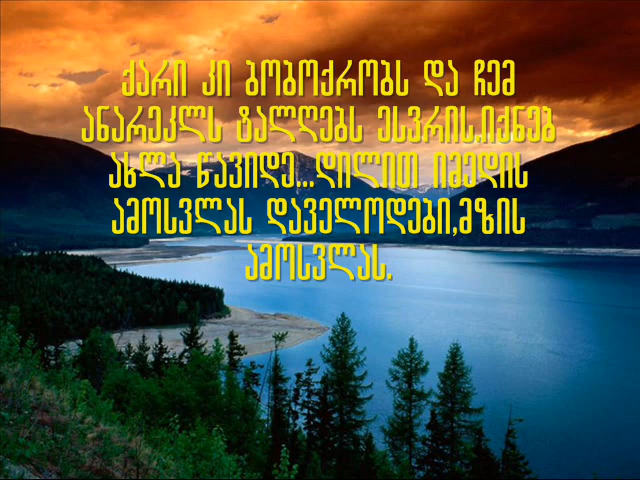 ქარი კი ბობოქრობს და ჩემ
ანარეკლს ტალღებს ესვრის.იქნებ
ახლა წავიდე...დილით იმედის
ამოსვლას დაველოდები,მზის
ამოსვლას.